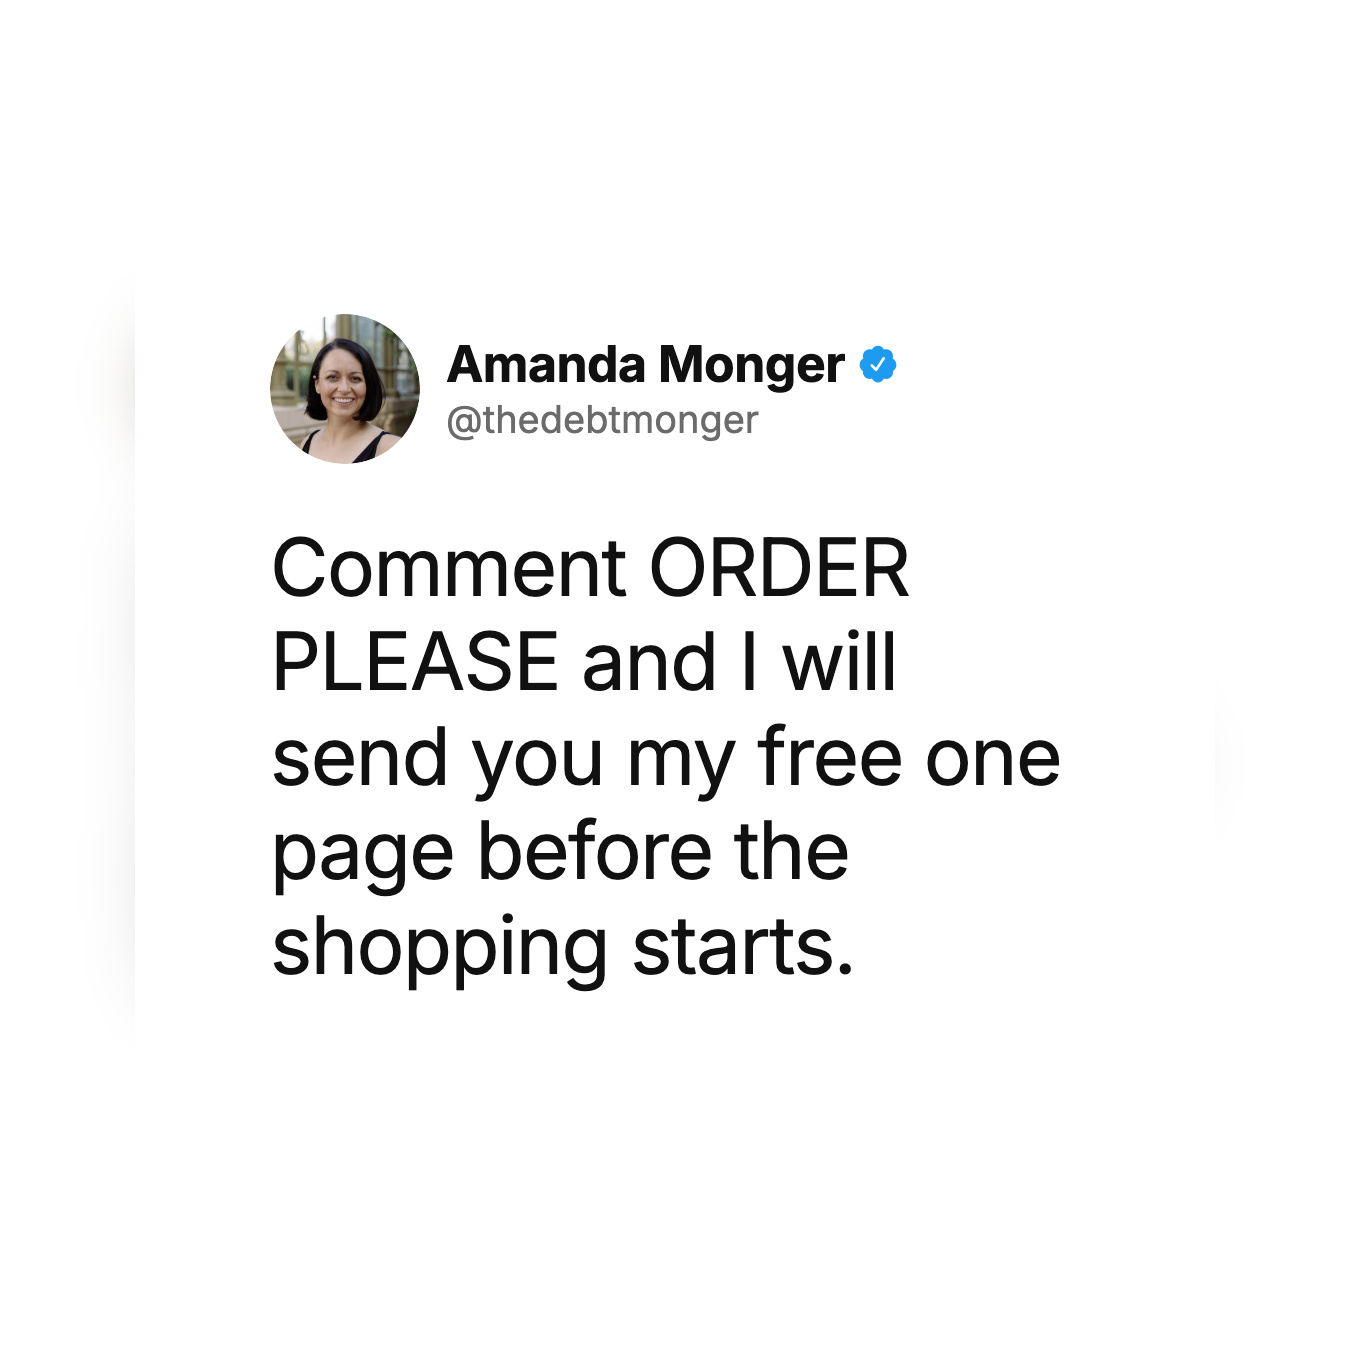 Amanda Monger
@thedebtmonger
Comment ORDER
PLEASE and I will
send you my free one
page before the
shopping starts.